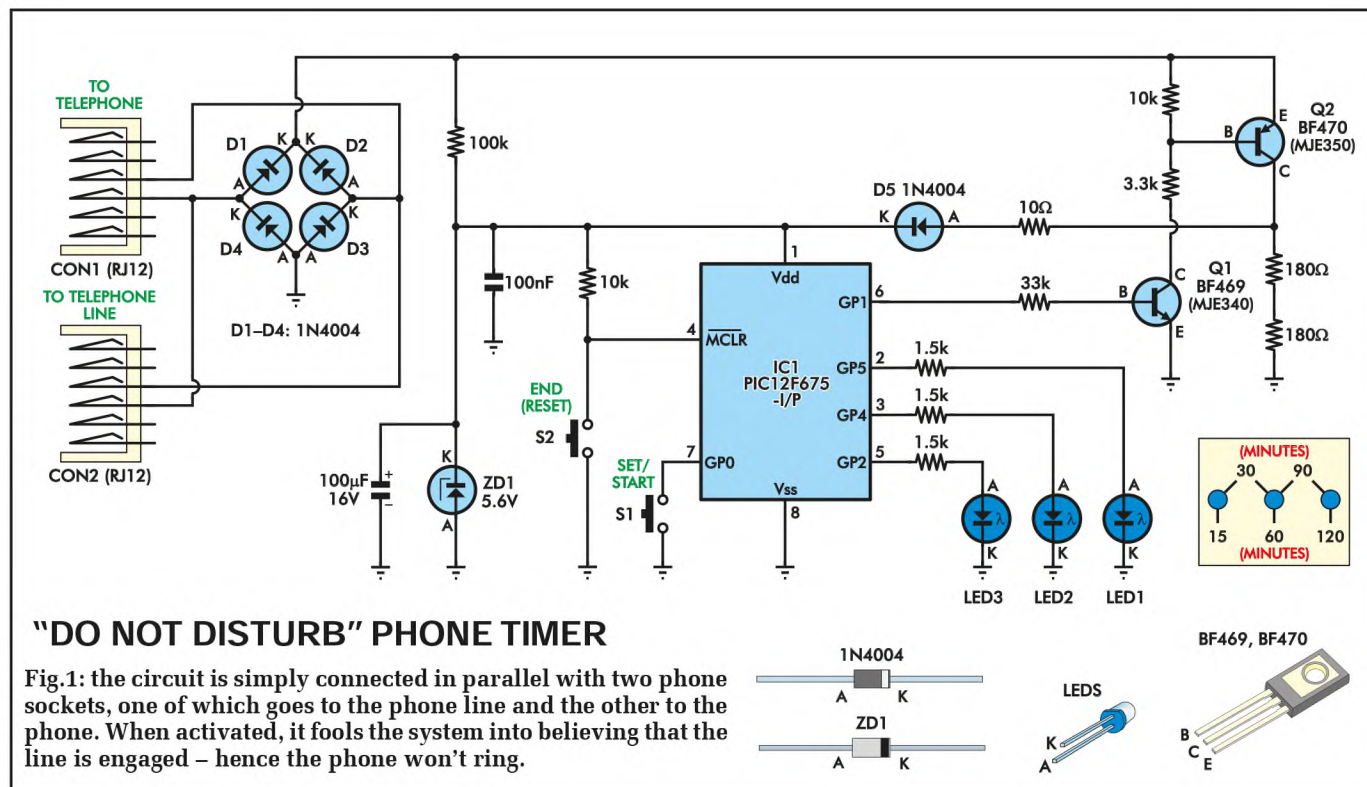 TO
TELEPHONE
CON1 (RJ12)
TO TELEPHONE
LINE
CON2 (RJ12)
D1
K
K
D2
A
A
K
K
D4
A
A
D3
D1–D4: 1N4004
100k
100nF
10k
100µF
16V
+
–
K
ZD1
5.6V
A
END
(RESET)
S2
SET/
START
S1
4
MCLR
7
GP0
1
Vdd
IC1
PIC12F675
-I/P
Vss
8
GP1
6
GP5
2
GP4
3
GP2
5
D5 1N4004
K
A
10Ω
33k
1.5k
1.5k
1.5k
10k
3.3k
B
E
C
Q2
BF470
(MJE350)
B
C
E
Q1
BF469
(MJE340)
180Ω
180Ω
A
λ
K
LED3
A
λ
K
LED2
A
λ
K
LED1
(MINUTES)
30
90
15
60
120
(MINUTES)
"DO NOT DISTURB" PHONE TIMER
Fig.1: the circuit is simply connected in parallel with two phone
sockets, one of which goes to the phone line and the other to the
phone. When activated, it fools the system into believing that the
line is engaged – hence the phone won't ring.
1N4004
A
K
ZD1
A
K
LEDS
K
A
BF469, BF470
B
C
E